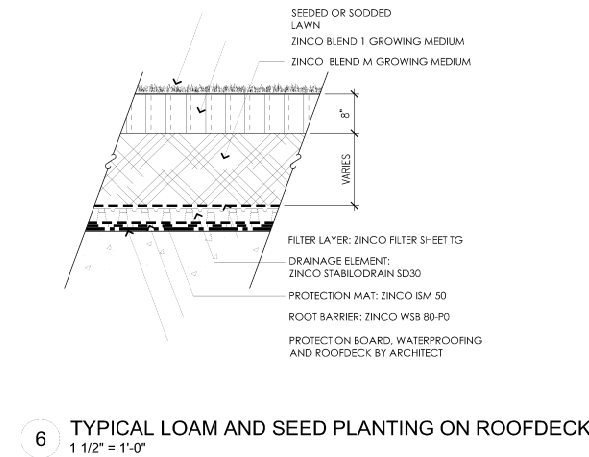 SEEDED OR SODDED
LAWN
ZINCO BLEND 1 GROWING MEDIUM
ZINCO BLEND M GROWING MEDIUM
8"
VARIES
FILTER LAYER: ZINCO FILTER SHEET TG
DRAINAGE ELEMENT:
ZINCO STABILODRAIN SD30
PROTECTION MAT: ZINCO ISM 50
ROOT BARRIER: ZINCO WSB 80-P0
PROTECTON BOARD, WATERPROOFING
AND ROOFDECK BY ARCHITECT
6 TYPICAL LOAM AND SEED PLANTING ON ROOFDECK
1 1/2" = 1'-0"